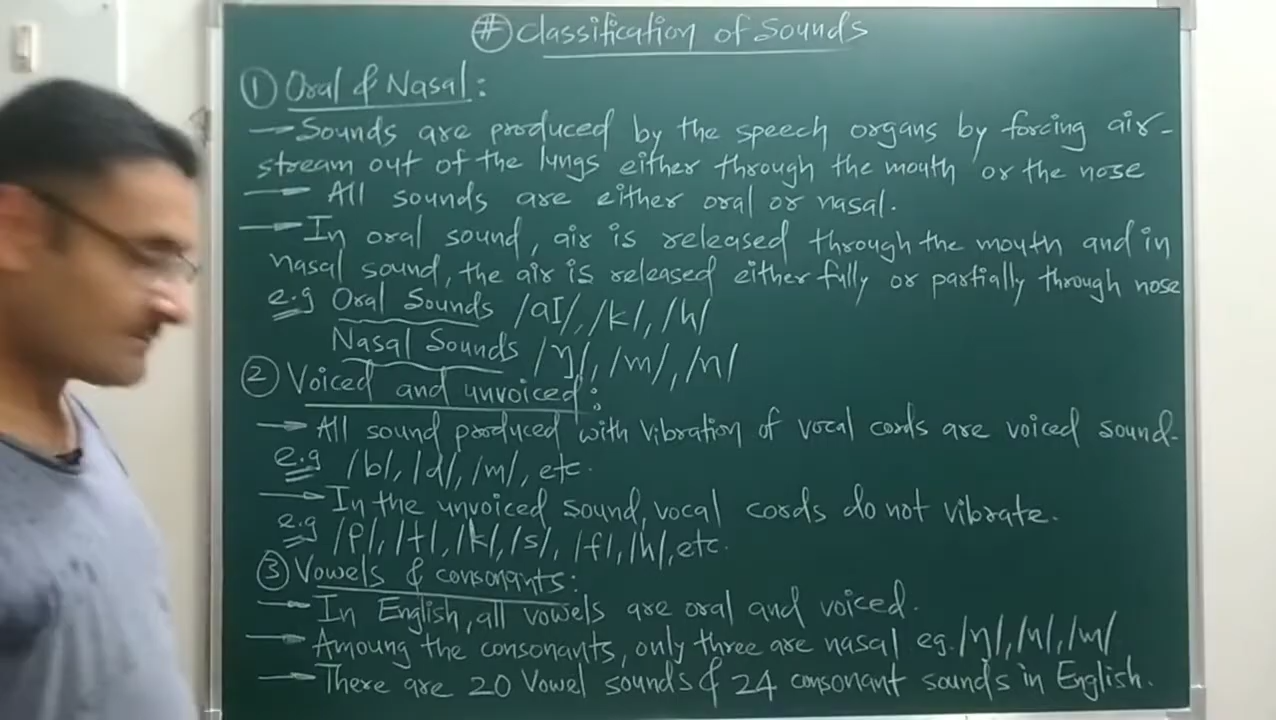 # Classification of Sounds
① Oral & Nasal:
→ Sounds are produced by the speech organs by forcing air-
stream out of the lungs either through the mouth or the nose
→ All sounds are either oral or nasal.
→ In oral sound, air is released through the mouth and in
nasal sound, the air is released either fully or partially through nose
e.g Oral Sounds /aI/, /k/, /h/
Nasal Sounds /ŋ/, /m/, /n/
② Voiced and unvoiced:
→ All sound produced with vibration of vocal cords are voiced sound.
e.g /b/, /d/, /m/, etc.
→ In the unvoiced sound, vocal cords do not vibrate.
e.g /p/, /t/, /k/, /s/, /f/, /h/, etc.
③ Vowels & consonants:
→ In English, all vowels are oral and voiced.
→ Amoung the consonants, only three are nasal eg. /ŋ/, /n/, /m/
→ There are 20 Vowel sounds & 24 consonant sounds in English.